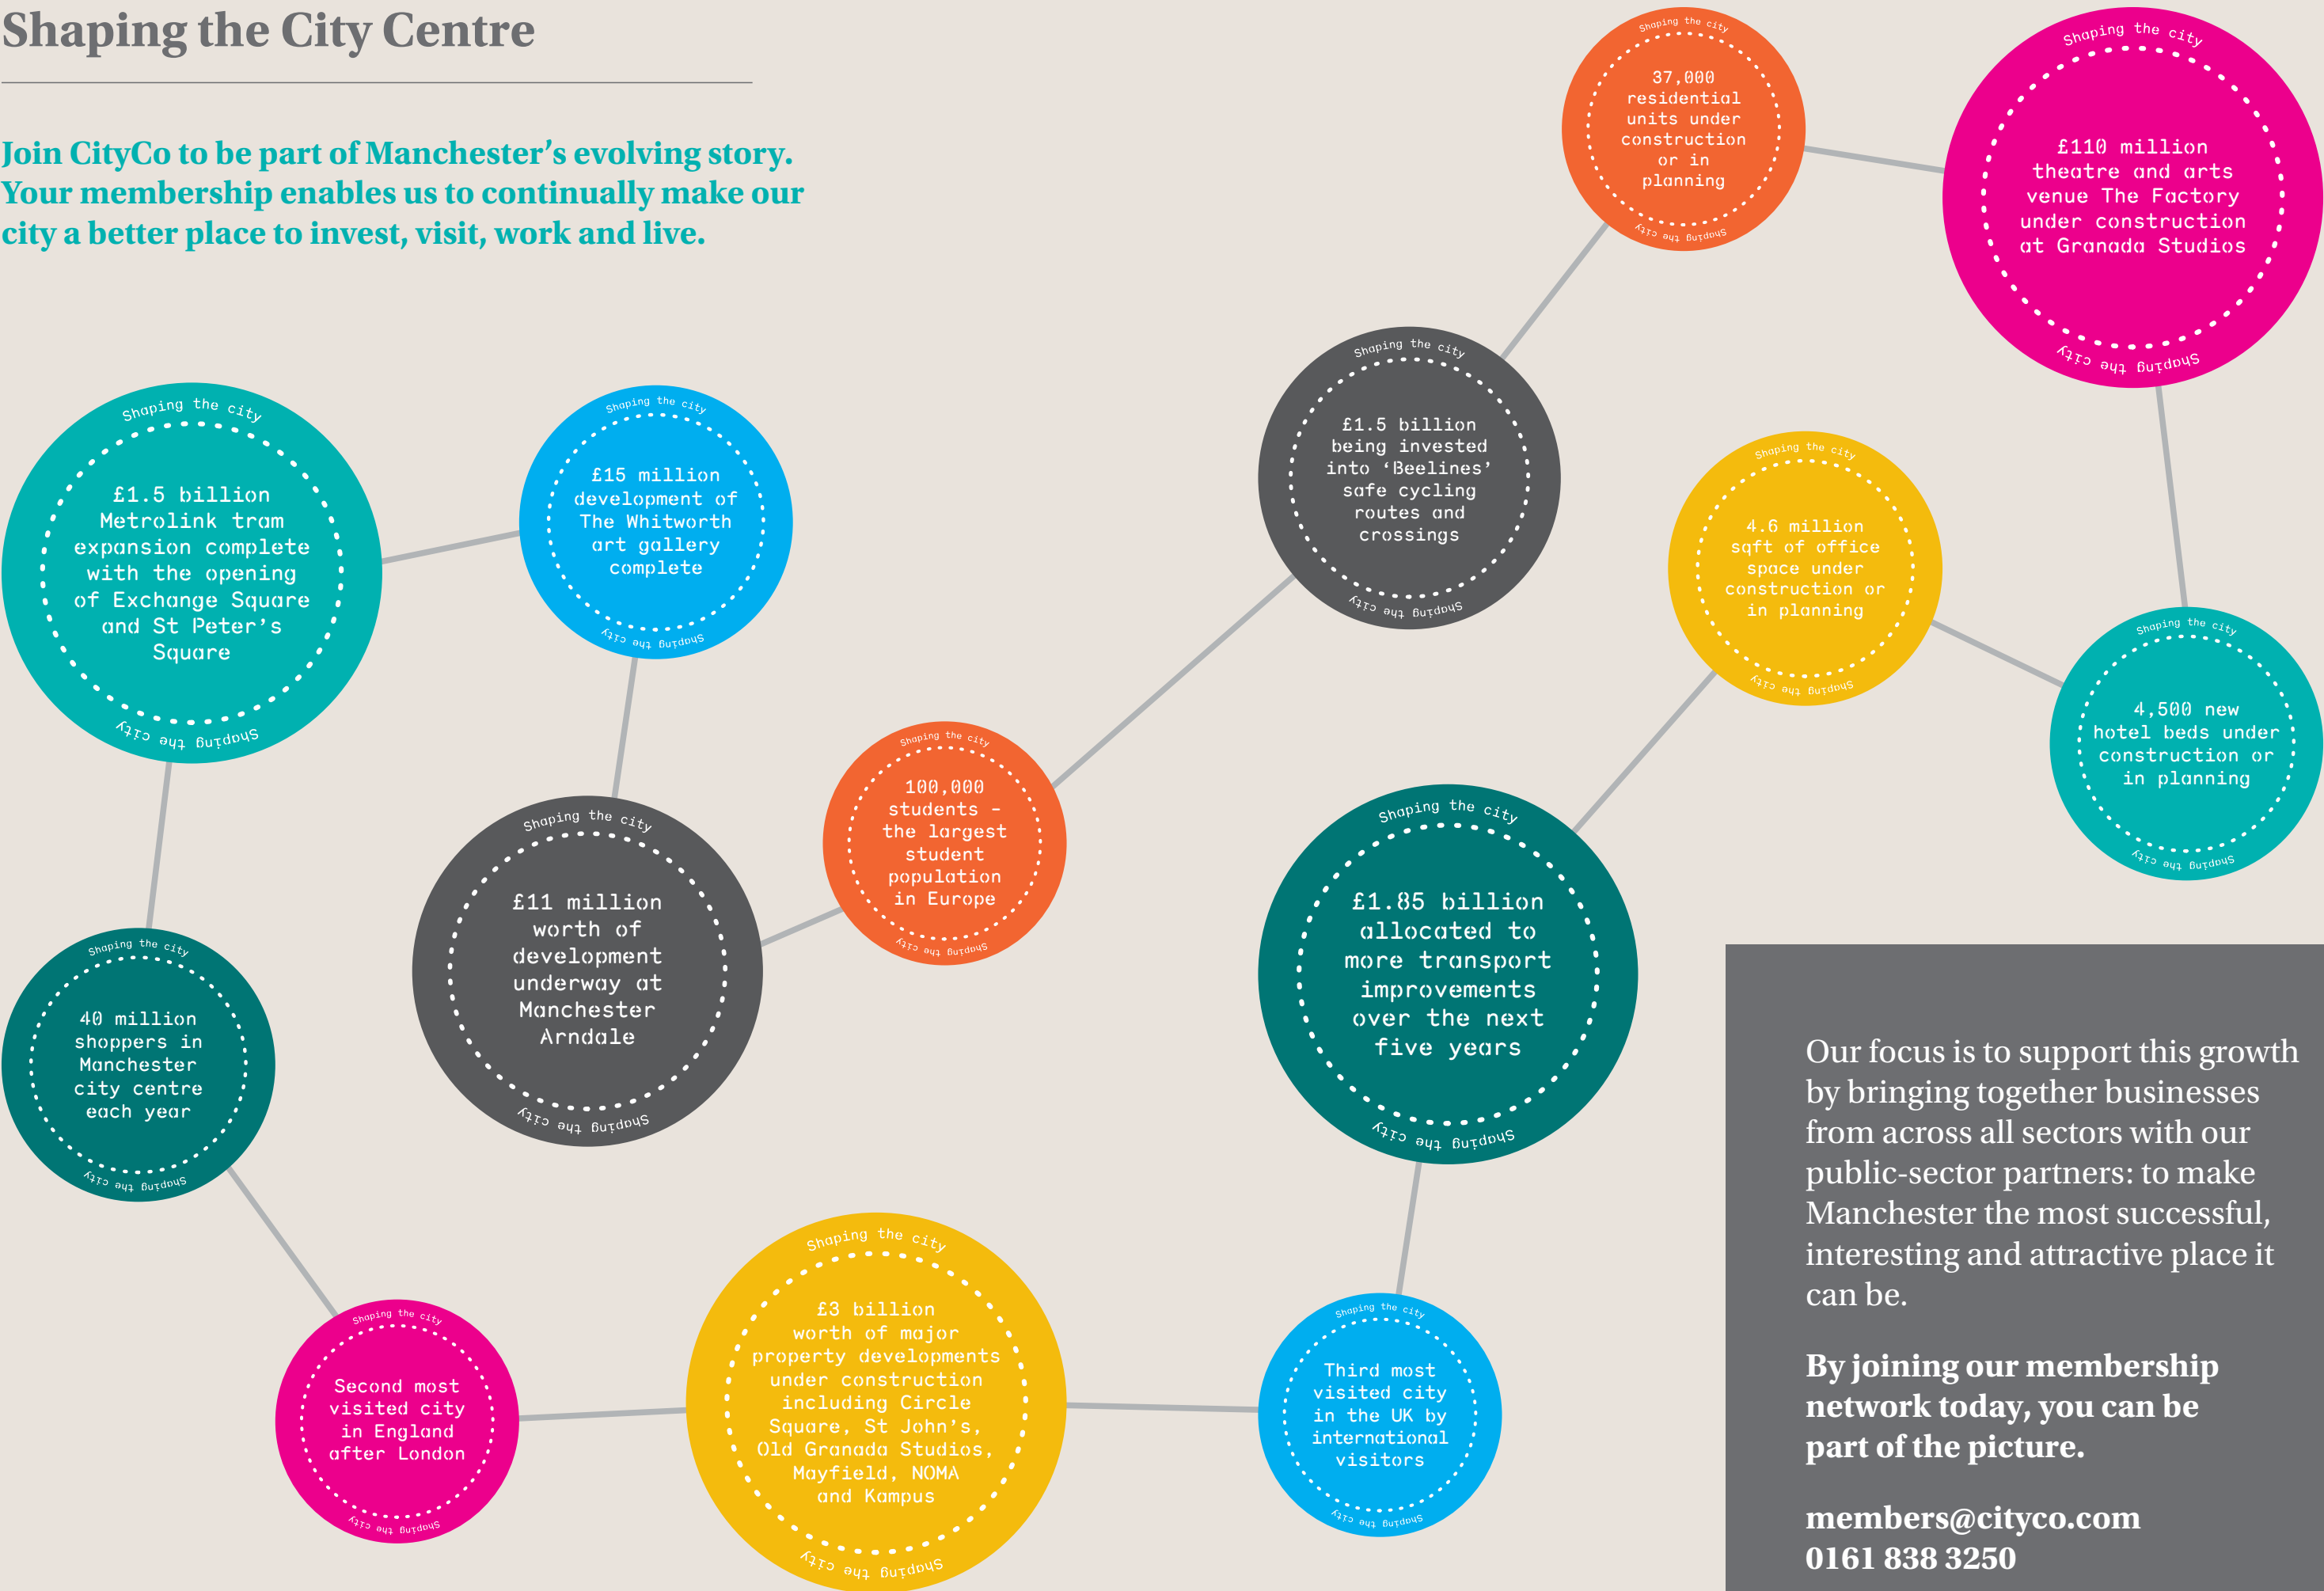 Shaping the City Centre
Join CityCo to be part of Manchester’s evolving story.
Your membership enables us to continually make our
city a better place to invest, visit, work and live.
Shaping the city
£1.5 billion
Metrolink tram
expansion complete
with the opening
of Exchange Square
and St Peter’s
Square
Shaping the city
Shaping the city
£15 million
development of
The Whitworth
art gallery
complete
Shaping the city
Shaping the city
£11 million
worth of
development
underway at
Manchester
Arndale
Shaping the city
Shaping the city
100,000
students –
the largest
student
population
in Europe
Shaping the city
Shaping the city
£1.5 billion
being invested
into ‘Beelines’
safe cycling
routes and
crossings
Shaping the city
Shaping the city
37,000
residential
units under
construction
or in
planning
Shaping the city
Shaping the city
£110 million
theatre and arts
venue The Factory
under construction
at Granada Studios
Shaping the city
Shaping the city
4,500 new
hotel beds under
construction or
in planning
Shaping the city
Shaping the city
4.6 million
sqft of office
space under
construction or
in planning
Shaping the city
Shaping the city
£1.85 billion
allocated to
more transport
improvements
over the next
five years
Shaping the city
Shaping the city
Third most
visited city
in the UK by
international
visitors
Shaping the city
Shaping the city
£3 billion
worth of major
property developments
under construction
including Circle
Square, St John’s,
Old Granada Studios,
Mayfield, NOMA
and Kampus
Shaping the city
Shaping the city
Second most
visited city
in England
after London
Shaping the city
Shaping the city
40 million
shoppers in
Manchester
city centre
each year
Shaping the city
Our focus is to support this growth
by bringing together businesses
from across all sectors with our
public-sector partners: to make
Manchester the most successful,
interesting and attractive place it
can be.
By joining our membership
network today, you can be
part of the picture.
members@cityco.com
0161 838 3250